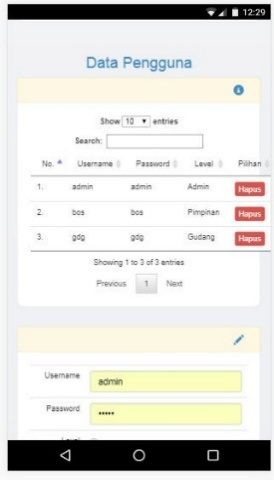 12:29
Data Pengguna
Show 10 entries
Search:
No. Username Password Level Pilihan
1. admin admin Admin Hapus
2. bos bos Pimpinan Hapus
3. gdg gdg Gudang Hapus
Showing 1 to 3 of 3 entries
Previous 1 Next
Username admin
Password •••••